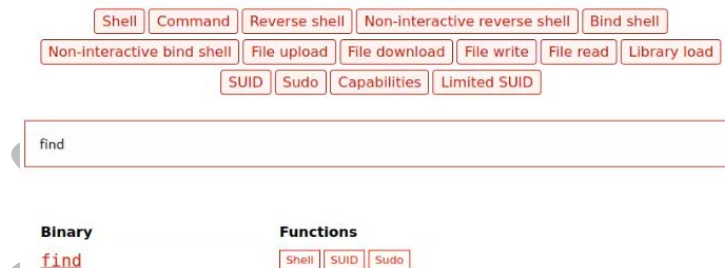 Shell Command Reverse shell Non-interactive reverse shell Bind shell
Non-interactive bind shell File upload File download File write File read Library load
SUID Sudo Capabilities Limited SUID
find
Binary Functions
find Shell SUID Sudo